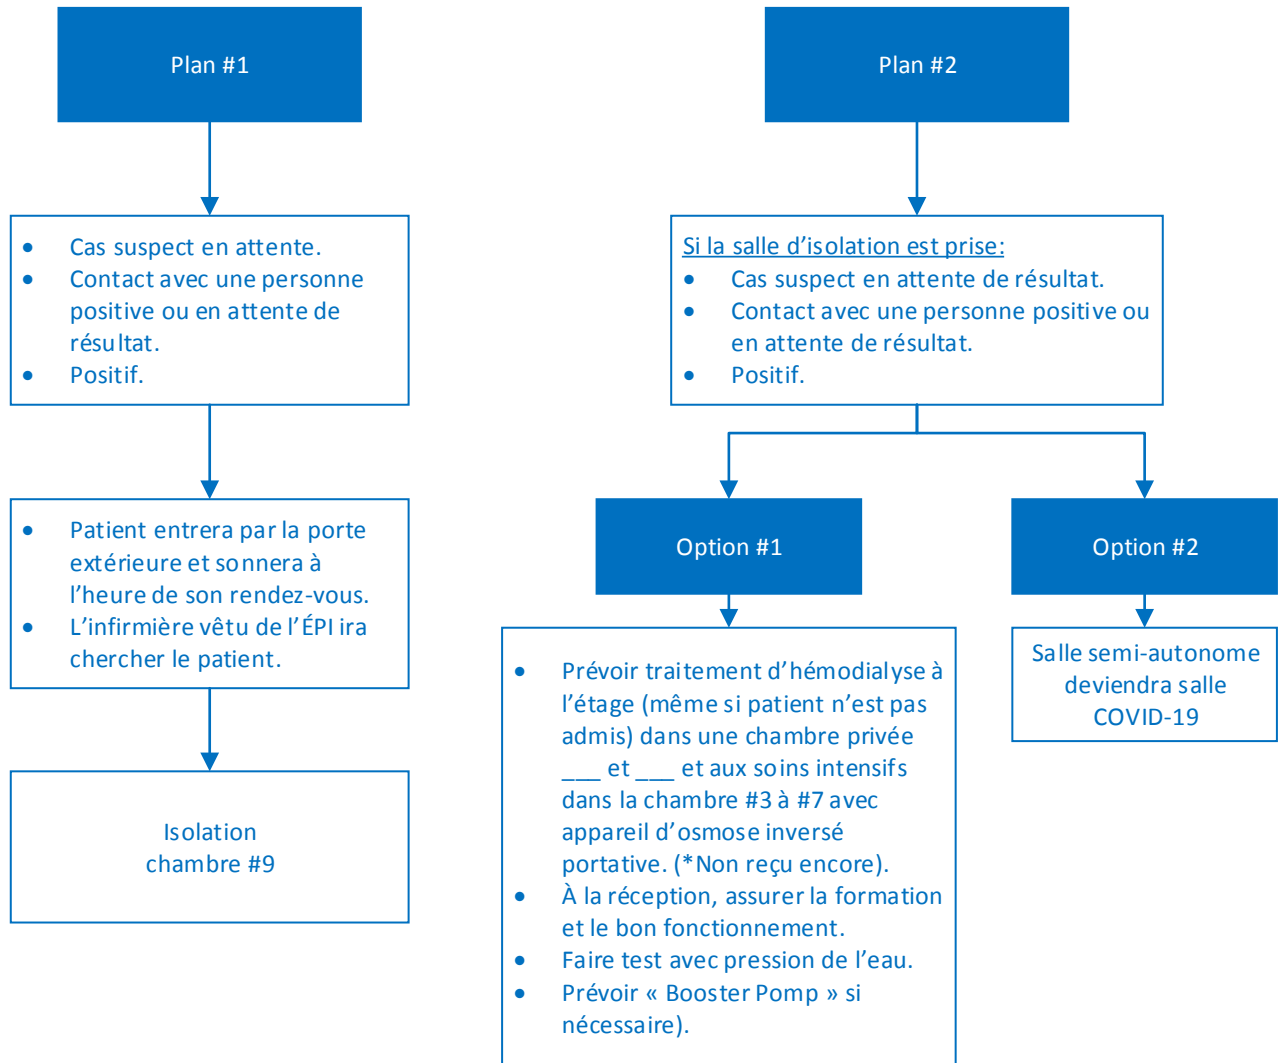 Plan #1
• Cas suspect en attente.
• Contact avec une personne
positive ou en attente de
résultat.
• Positif.
• Patient entrera par la porte
extérieure et sonnera à
l’heure de son rendez-vous.
• L’infirmière vêtu de l’ÉPI ira
chercher le patient.
Isolation
chambre #9
Plan #2
Si la salle d’isolation est prise:
• Cas suspect en attente de résultat.
• Contact avec une personne positive ou
en attente de résultat.
• Positif.
Option #1
• Prévoir traitement d’hémodialyse à
l’étage (même si patient n’est pas
admis) dans une chambre privée
___ et ___ et aux soins intensifs
dans la chambre #3 à #7 avec
appareil d’osmose inversé
portative. (*Non reçu encore).
• À la réception, assurer la formation
et le bon fonctionnement.
• Faire test avec pression de l’eau.
• Prévoir « Booster Pomp » si
nécessaire).
Option #2
Salle semi-autonome
deviendra salle
COVID-19